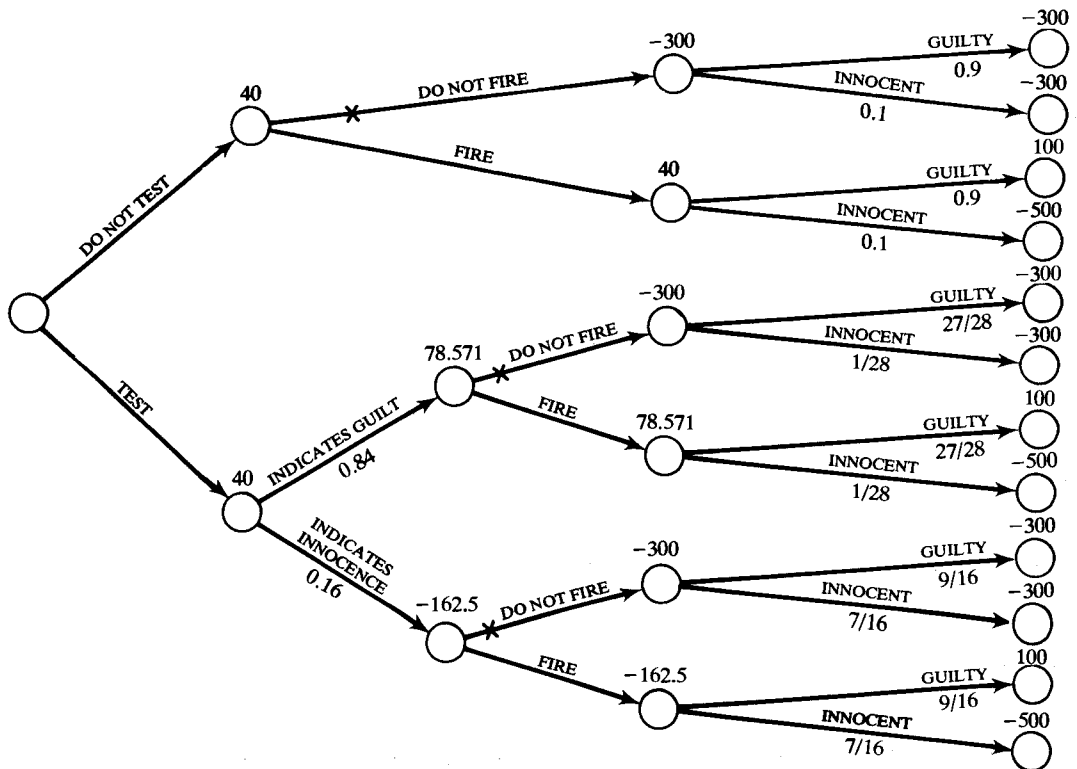 −300
−300
GUILTY
0.9
DO NOT FIRE
INNOCENT
−300
0.1
40
FIRE
40
GUILTY
100
0.9
INNOCENT
−500
0.1
DO NOT TEST
−300
GUILTY
−300
27/28
DO NOT FIRE
INNOCENT
−300
1/28
78.571
FIRE
78.571
GUILTY
100
27/28
INNOCENT
−500
1/28
TEST
INDICATES GUILT
0.84
40
INDICATES
INNOCENCE
0.16
−300
GUILTY
−300
9/16
DO NOT FIRE
INNOCENT
−300
7/16
−162.5
FIRE
−162.5
GUILTY
100
9/16
INNOCENT
−500
7/16